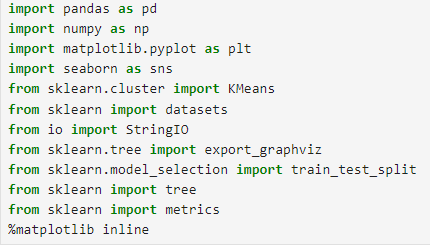 import pandas as pd
import numpy as np
import matplotlib.pyplot as plt
import seaborn as sns
from sklearn.cluster import KMeans
from sklearn import datasets
from io import StringIO
from sklearn.tree import export_graphviz
from sklearn.model_selection import train_test_split
from sklearn import tree
from sklearn import metrics
%matplotlib inline